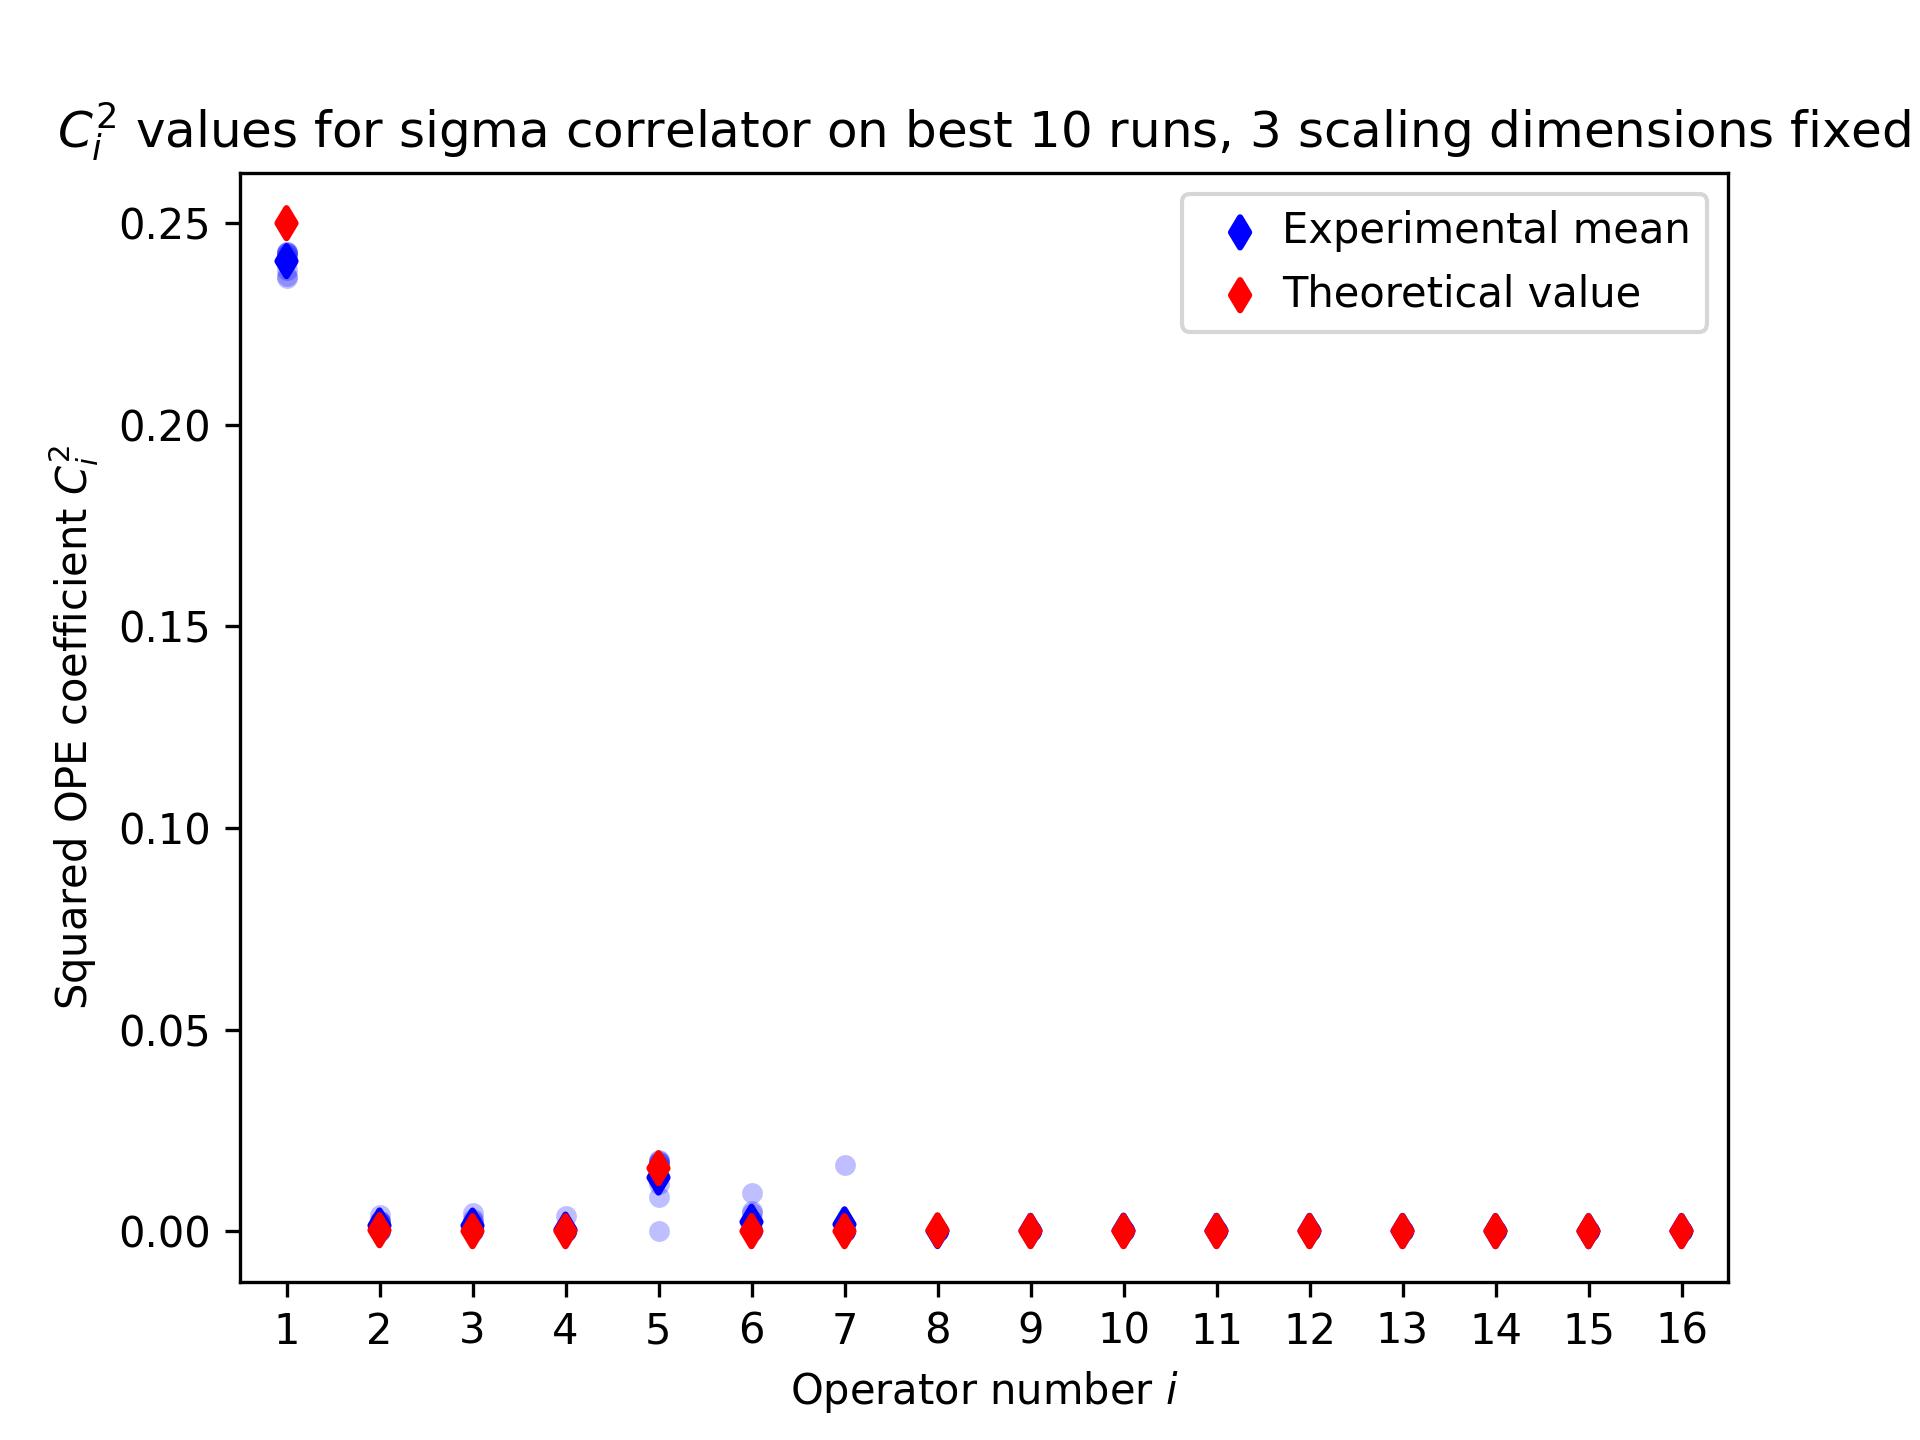 $C_i^2$ values for sigma correlator on best 10 runs, 3 scaling dimensions fixed
Experimental mean
Theoretical value
Squared OPE coefficient $C_i^2$
0.25
0.20
0.15
0.10
0.05
0.00
1 2 3 4 5 6 7 8 9 10 11 12 13 14 15 16
Operator number i